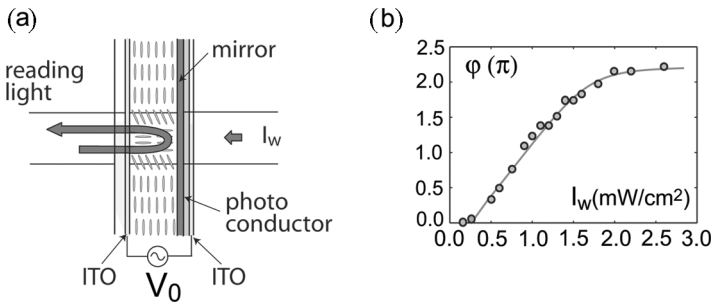 (a)
reading
light
mirror
I_w
photo
conductor
ITO
V₀
ITO
(b)
φ (π)
2.5
2.0
1.5
1.0
0.5
0.0
I_w(mW/cm²)
0.0 0.5 1.0 1.5 2.0 2.5 3.0